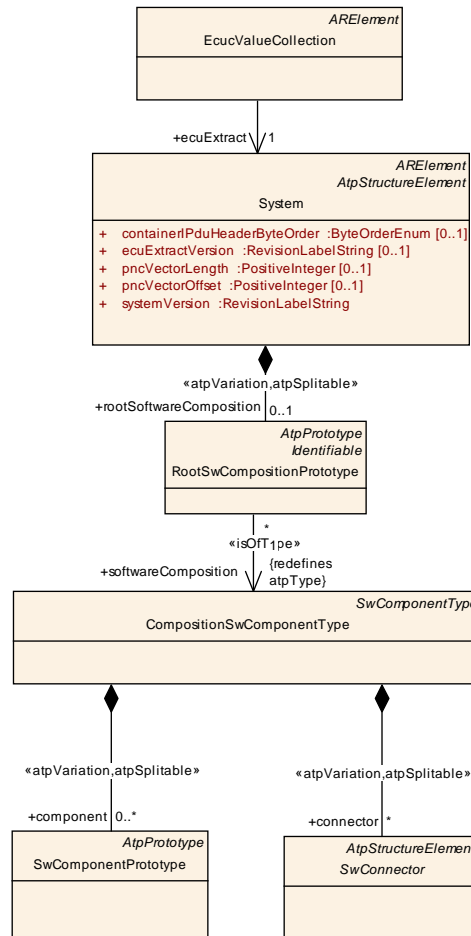 ARElement
EcucValueCollection
+ecuExtract 1
ARElement
AtpStructureElement
System
+ containerIPduHeaderByteOrder :ByteOrderEnum [0..1]
+ ecuExtractVersion :RevisionLabelString [0..1]
+ pncVectorLength :PositiveInteger [0..1]
+ pncVectorOffset :PositiveInteger [0..1]
+ systemVersion :RevisionLabelString
«atpVariation,atpSplitable»
+rootSoftwareComposition 0..1
AtpPrototype
Identifiable
RootSwCompositionPrototype
*
«isOfType»
1
+softwareComposition {redefines
atpType}
SwComponentType
CompositionSwComponentType
«atpVariation,atpSplitable»
«atpVariation,atpSplitable»
+component 0..*
+connector *
AtpPrototype
SwComponentPrototype
AtpStructureElement
SwConnector